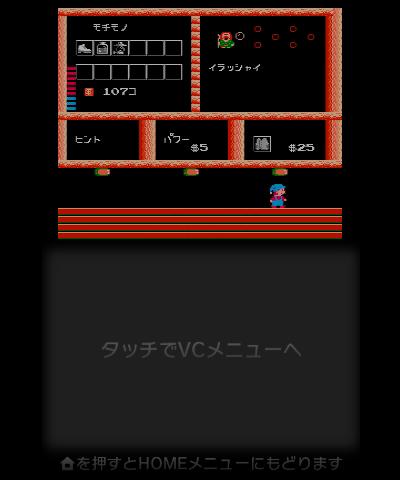 モチモノ
イラッシャイ
107コ
ヒント
パワー
$5
$25
タッチでVCメニューへ
を押すとHOMEメニューにもどります